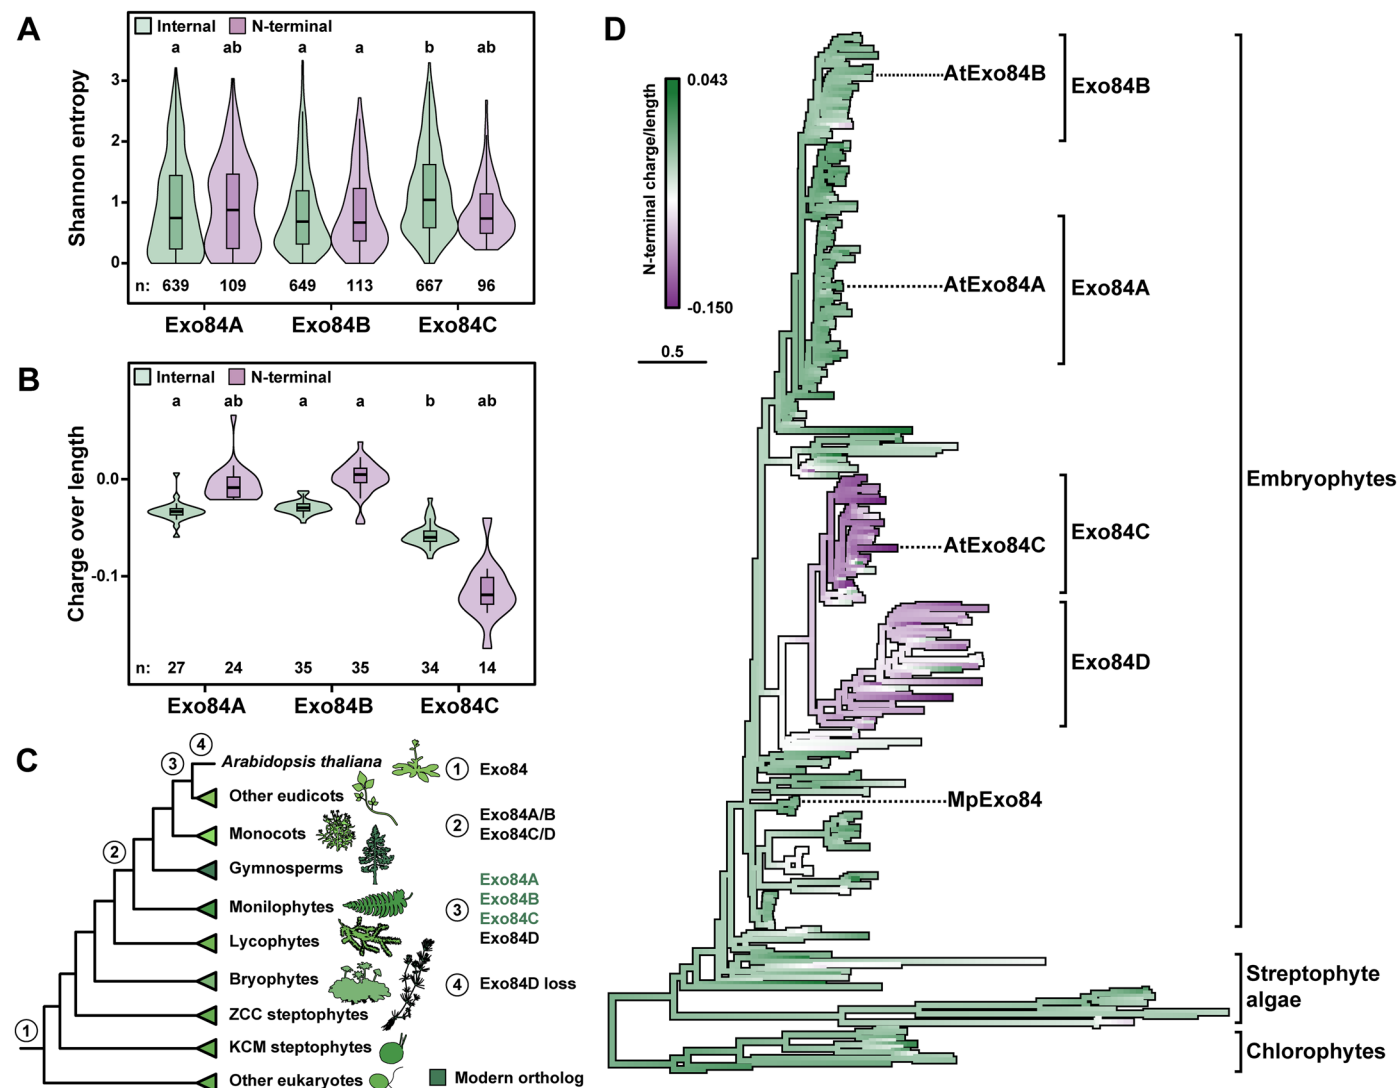 A
Internal
N-terminal
a
ab
a
a
b
ab
Shannon entropy
3
2
1
0
n:
639
109
649
113
667
96
Exo84A
Exo84B
Exo84C
B
Internal
N-terminal
a
ab
a
a
b
ab
Charge over length
0.0
-0.1
n:
27
24
35
35
34
14
Exo84A
Exo84B
Exo84C
C
4
3
2
1
Arabidopsis thaliana
Other eudicots
Monocots
Gymnosperms
Monilophytes
Lycophytes
Bryophytes
ZCC steptophytes
KCM steptophytes
Other eukaryotes
1 Exo84
2 Exo84A/B
Exo84C/D
3 Exo84A
Exo84B
Exo84C
Exo84D
4 Exo84D loss
Modern ortholog
D
N-terminal charge/length
0.043
-0.150
0.5
AtExo84B
Exo84B
AtExo84A
Exo84A
AtExo84C
Exo84C
Exo84D
MpExo84
Embryophytes
Streptophyte
algae
Chlorophytes